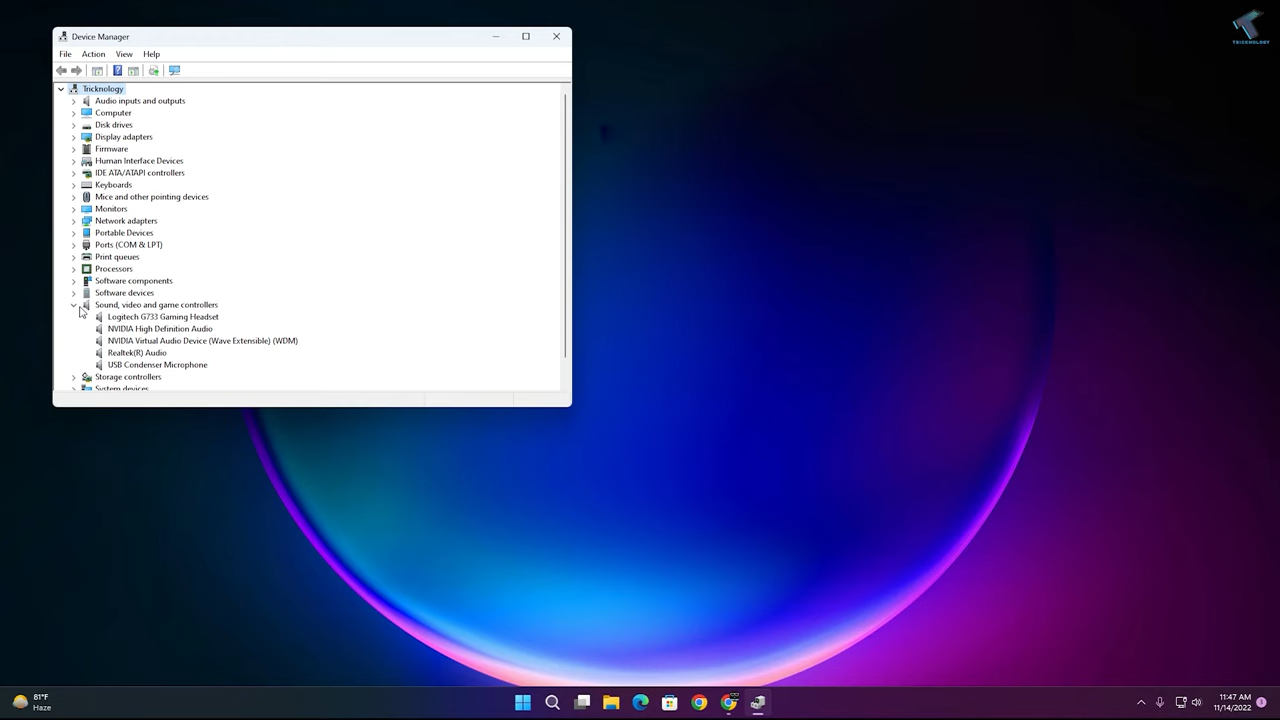 TRICKNOLOGY
Device Manager
File Action View Help
Tricknology
Audio inputs and outputs
Computer
Disk drives
Display adapters
Firmware
Human Interface Devices
IDE ATA/ATAPI controllers
Keyboards
Mice and other pointing devices
Monitors
Network adapters
Portable Devices
Ports (COM & LPT)
Print queues
Processors
Software components
Software devices
Sound, video and game controllers
Logitech G733 Gaming Headset
NVIDIA High Definition Audio
NVIDIA Virtual Audio Device (Wave Extensible) (WDM)
Realtek(R) Audio
USB Condenser Microphone
Storage controllers
System devices
81°F
Haze
11:47 AM
11/14/2022